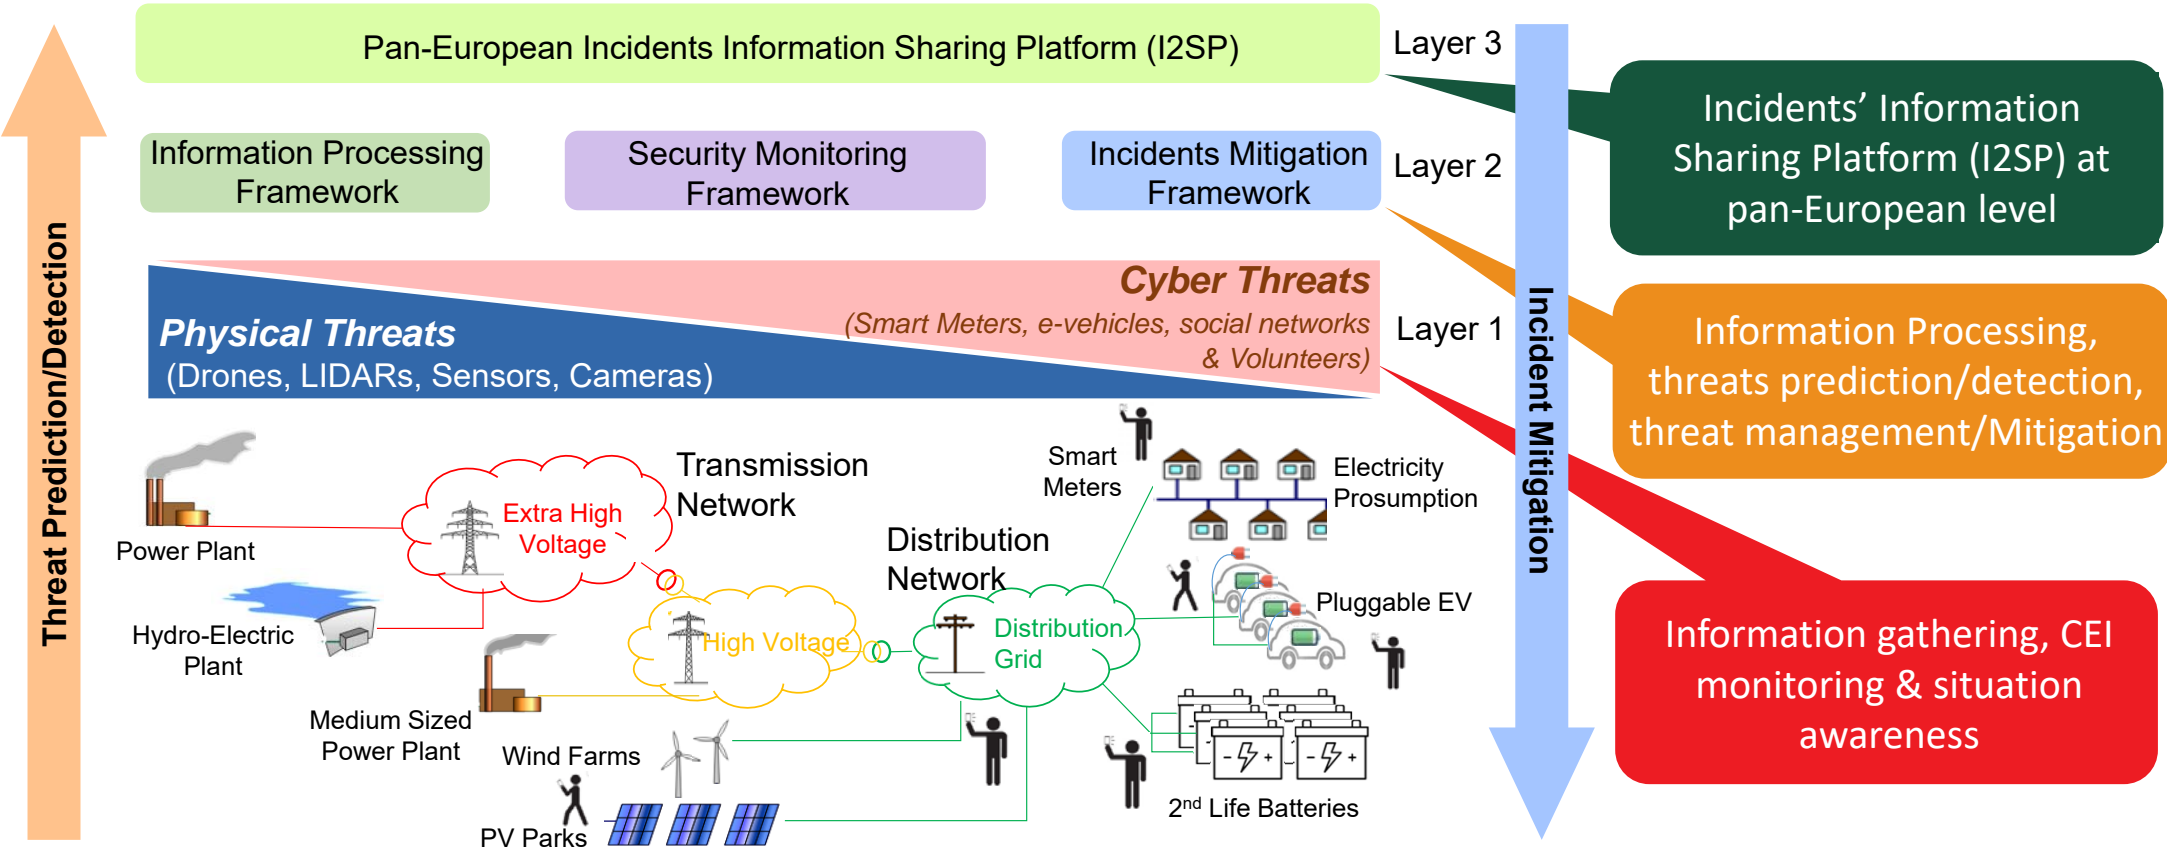 Pan-European Incidents Information Sharing Platform (I2SP)
Layer 3
Information Processing
Framework
Security Monitoring
Framework
Incidents Mitigation
Framework
Layer 2
Cyber Threats
(Smart Meters, e-vehicles, social networks
& Volunteers)
Physical Threats
(Drones, LIDARs, Sensors, Cameras)
Layer 1
Threat Prediction/Detection
Incident Mitigation
Incidents’ Information
Sharing Platform (I2SP) at
pan-European level
Information Processing,
threats prediction/detection,
threat management/Mitigation
Information gathering, CEI
monitoring & situation
awareness
Transmission
Network
Extra High
Voltage
Power Plant
Hydro-Electric
Plant
High Voltage
Medium Sized
Power Plant
Distribution
Network
Distribution
Grid
Smart
Meters
Electricity
Prosumption
Pluggable EV
Wind Farms
PV Parks
- +
- +
2nd Life Batteries